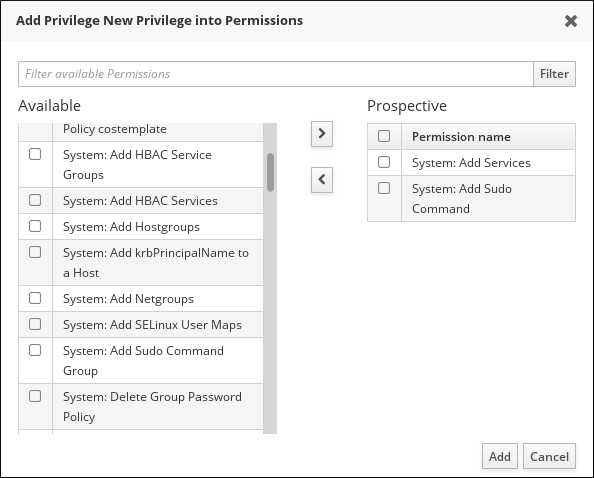 Add Privilege New Privilege into Permissions
Filter available Permissions
Filter
Available
Policy costemplate
System: Add HBAC Service
Groups
System: Add HBAC Services
System: Add Hostgroups
System: Add krbPrincipalName to
a Host
System: Add Netgroups
System: Add SELinux User Maps
System: Add Sudo Command
Group
System: Delete Group Password
Policy
Prospective
Permission name
System: Add Services
System: Add Sudo
Command
Add
Cancel